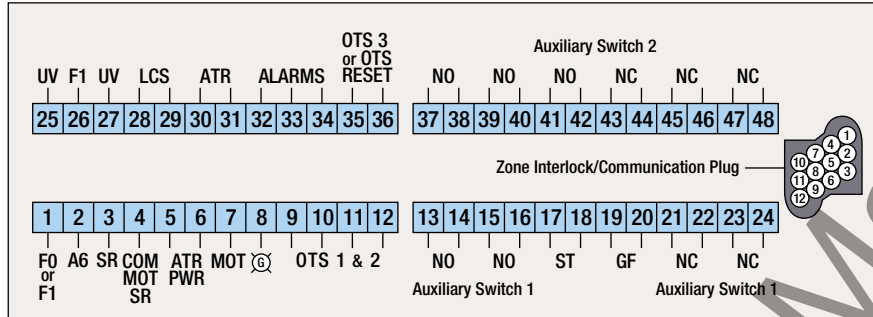 OTS 3
or OTS
RESET
Auxiliary Switch 2
UV F1 UV LCS ATR ALARMS NO NO NO NC NC NC
25 26 27 28 29 30 31 32 33 34 35 36 37 38 39 40 41 42 43 44 45 46 47 48
Zone Interlock/Communication Plug
1
4
7 2
10 5
8 3
11 6
9
12
1 2 3 4 5 6 7 8 9 10 11 12 13 14 15 16 17 18 19 20 21 22 23 24
F0
or
F1
A6 SR
COM
MOT
SR
ATR
PWR
MOT G OTS 1 & 2 NO NO ST GF NC NC
Auxiliary Switch 1 Auxiliary Switch 1